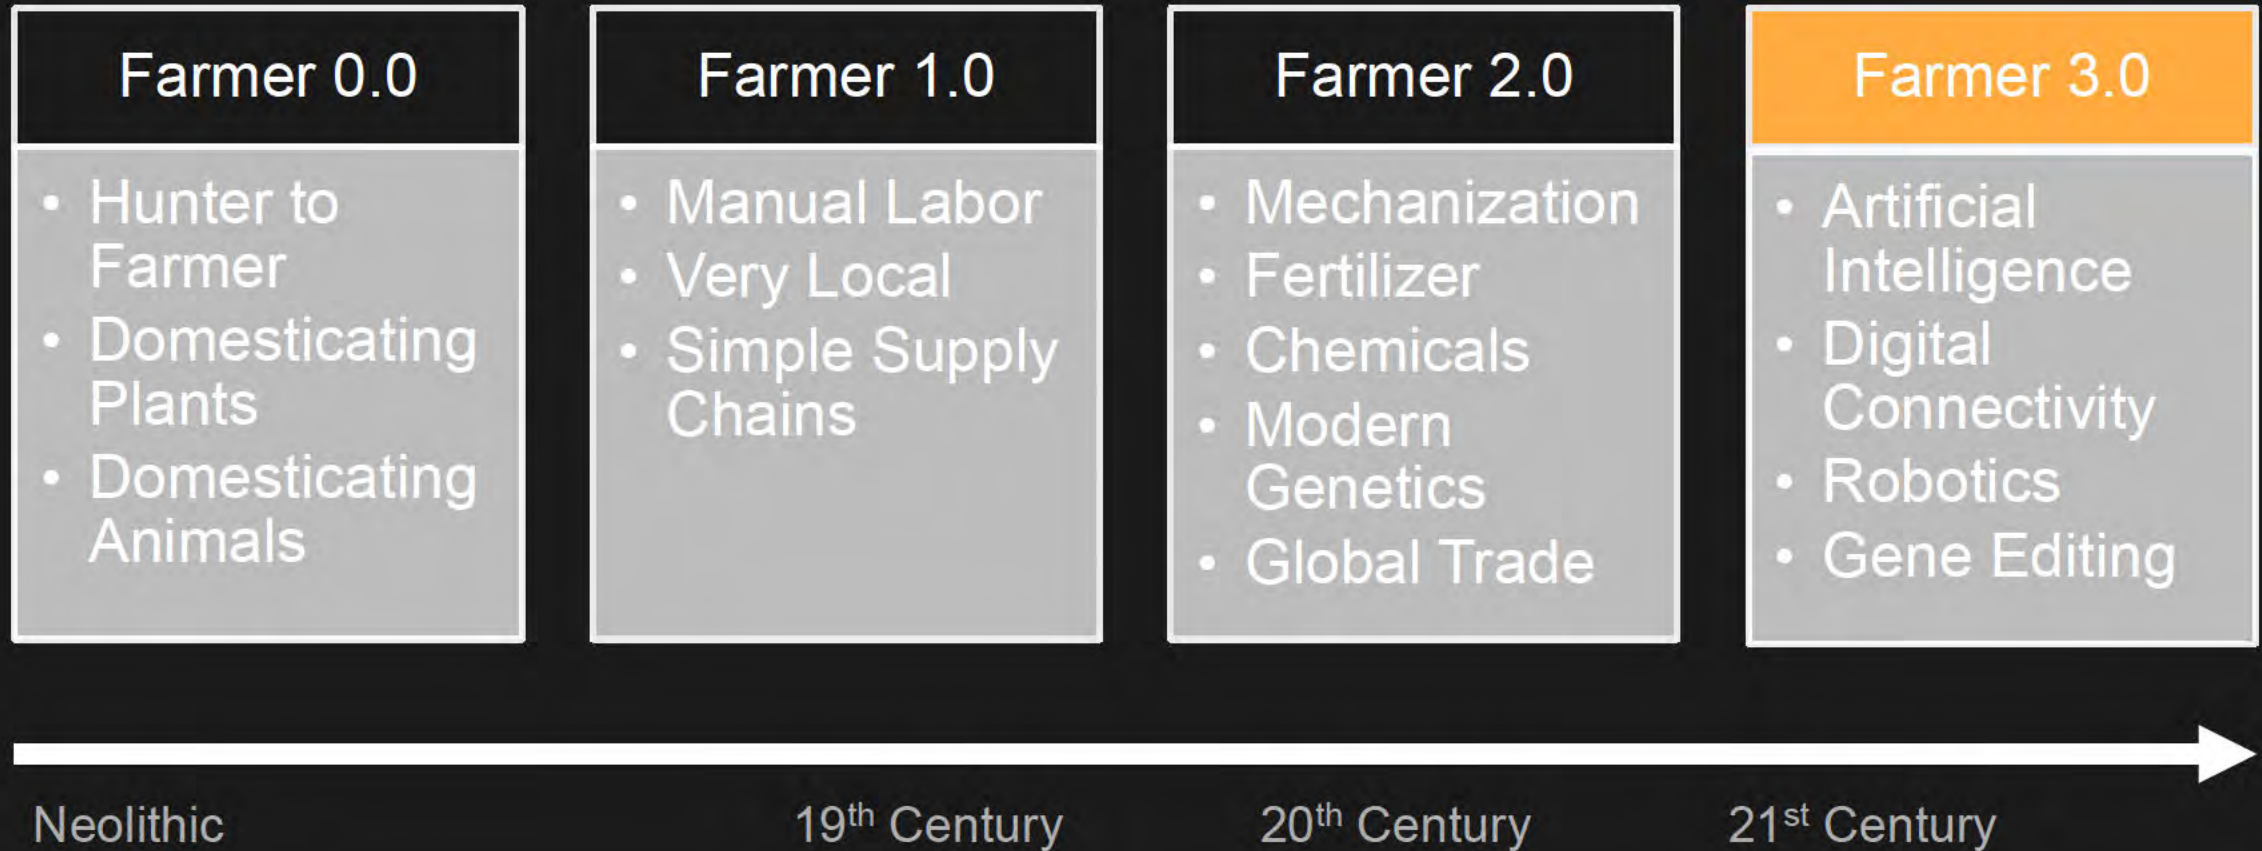 Farmer 0.0
• Hunter to
Farmer
• Domesticating
Plants
• Domesticating
Animals
Farmer 1.0
• Manual Labor
• Very Local
• Simple Supply
Chains
Farmer 2.0
• Mechanization
• Fertilizer
• Chemicals
• Modern
Genetics
• Global Trade
Farmer 3.0
• Artificial
Intelligence
• Digital
Connectivity
• Robotics
• Gene Editing
Neolithic
19th Century
20th Century
21st Century